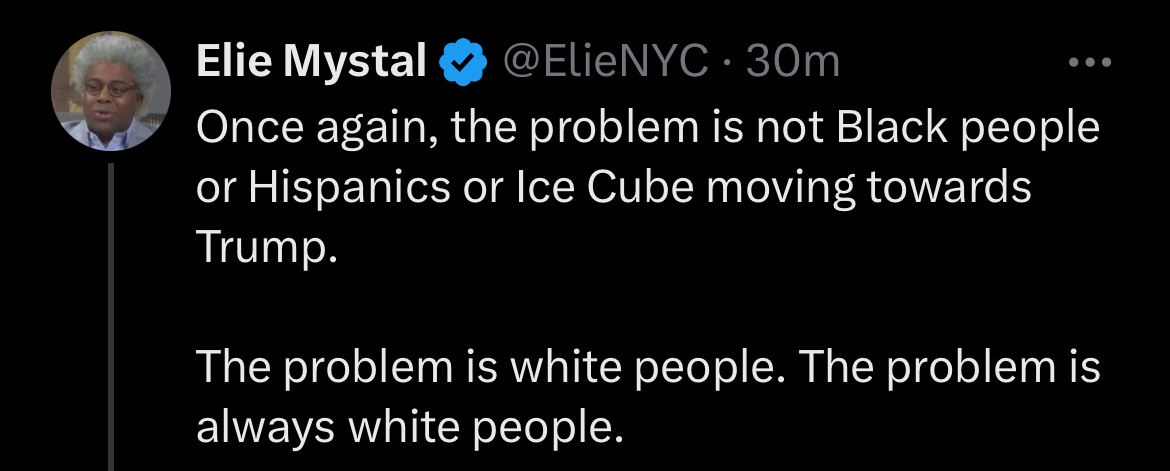 Elie Mystal @ElieNYC · 30m
Once again, the problem is not Black people
or Hispanics or Ice Cube moving towards
Trump.
The problem is white people. The problem is
always white people.